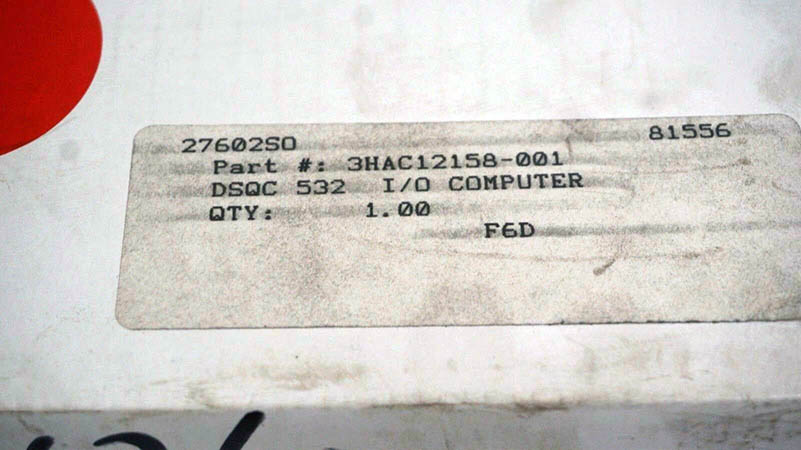 27602SO 81556
Part #: 3HAC12158-001
DSQC 532 I/O COMPUTER
QTY: 1.00
F6D